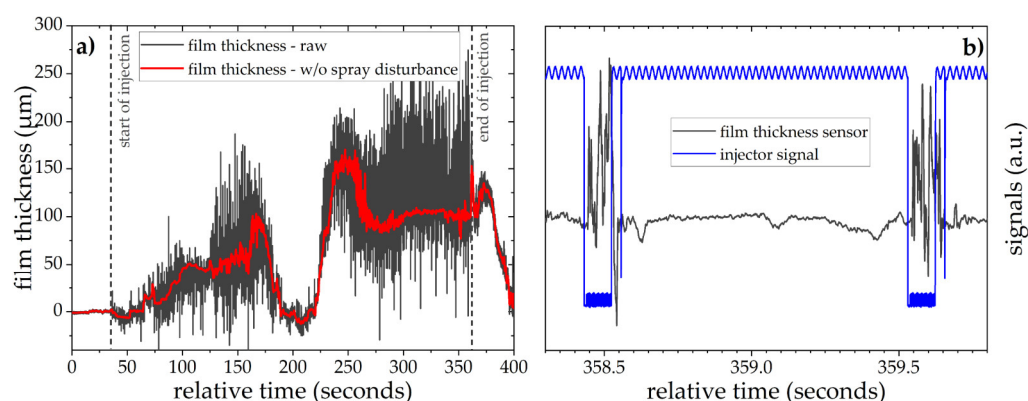 a)
film thickness - raw
film thickness - w/o spray disturbance
start of injection
end of injection
film thickness (μm)
300
250
200
150
100
50
0
0 50 100 150 200 250 300 350 400
relative time (seconds)
b)
film thickness sensor
injector signal
signals (a.u.)
358.5 359.0 359.5
relative time (seconds)